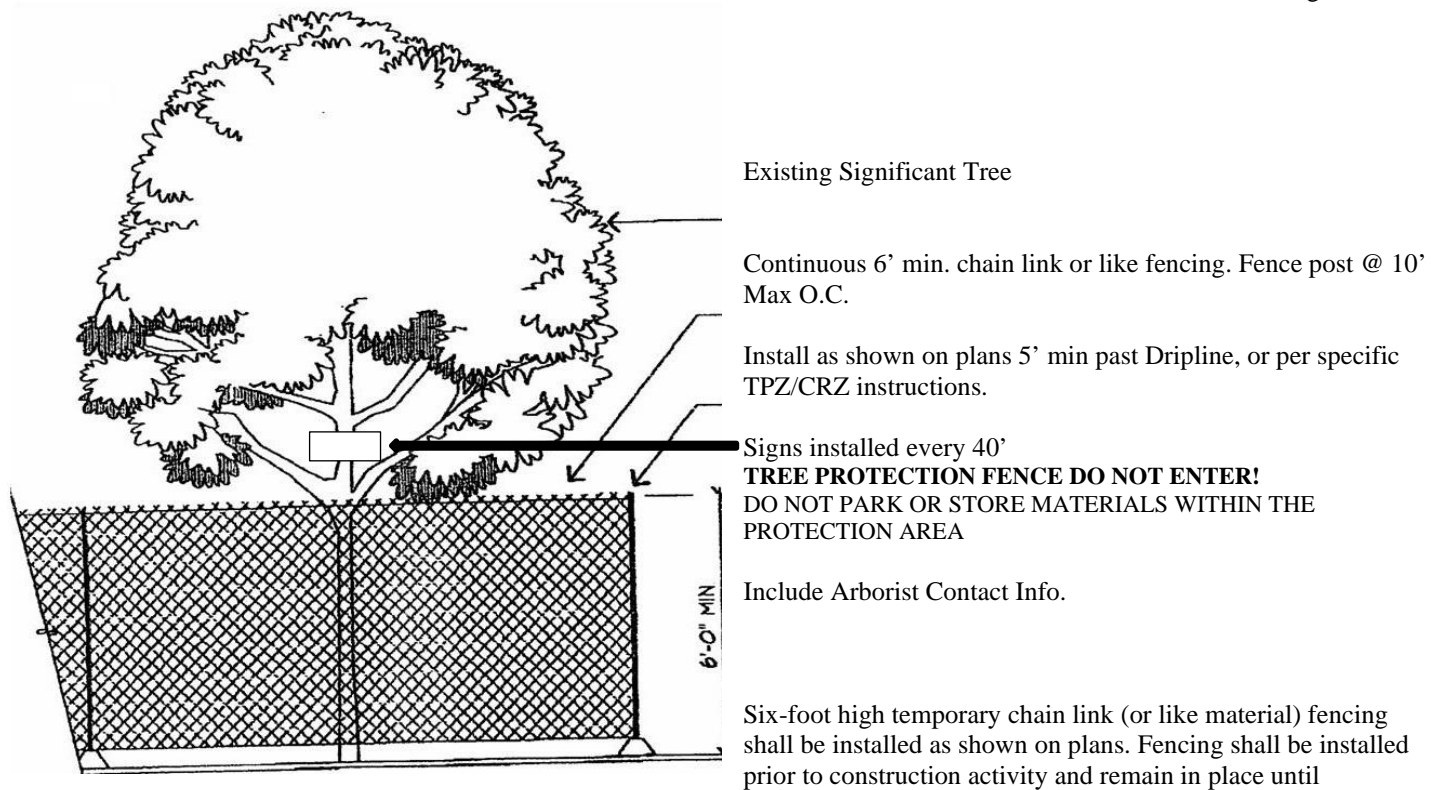 Existing Significant Tree
Continuous 6’ min. chain link or like fencing. Fence post @ 10’
Max O.C.
Install as shown on plans 5’ min past Dripline, or per specific
TPZ/CRZ instructions.
Signs installed every 40’
TREE PROTECTION FENCE DO NOT ENTER!
DO NOT PARK OR STORE MATERIALS WITHIN THE
PROTECTION AREA
Include Arborist Contact Info.
6'-0" MIN
Six-foot high temporary chain link (or like material) fencing
shall be installed as shown on plans. Fencing shall be installed
prior to construction activity and remain in place until